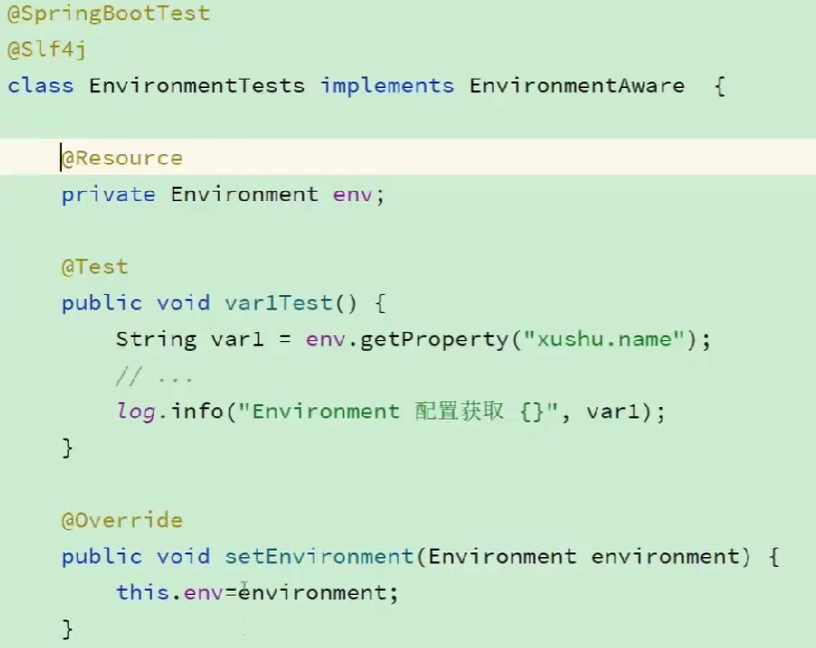 @SpringBootTest
@Slf4j
class EnvironmentTests implements EnvironmentAware  {
@Resource
private Environment env;
@Test
public void var1Test() {
String var1 = env.getProperty("xushu.name");
// ...
log.info("Environment 配置获取 {}", var1);
}
@Override
public void setEnvironment(Environment environment) {
this.env=environment;
}